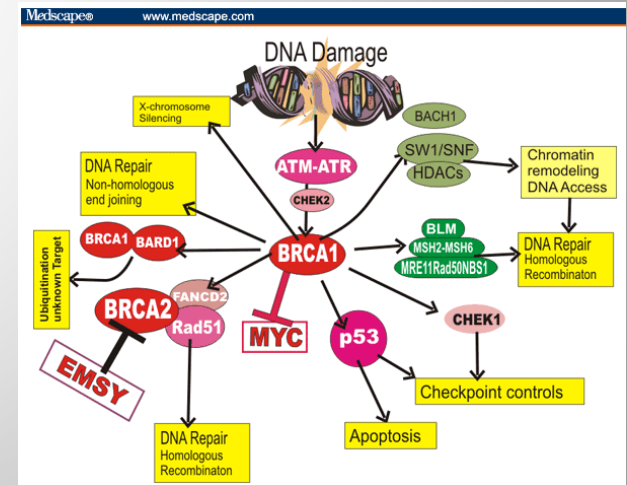 Medscape® www.medscape.com
DNA Damage
X-chromosome
Silencing
BACH1
ATM-ATR
SW1/SNF
HDACs
Chromatin
remodeling
DNA Access
DNA Repair
Non-homologous
end joining
CHEK2
BRCA1
BARD1
BRCA1
BLM
MSH2-MSH6
MRE11Rad50NBS1
DNA Repair
Homologous
Recombinaton
Ubiquitination
unknown Target
BRCA2
FANCD2
Rad51
MYC
p53
CHEK1
EMSY
Checkpoint controls
DNA Repair
Homologous
Recombinaton
Apoptosis